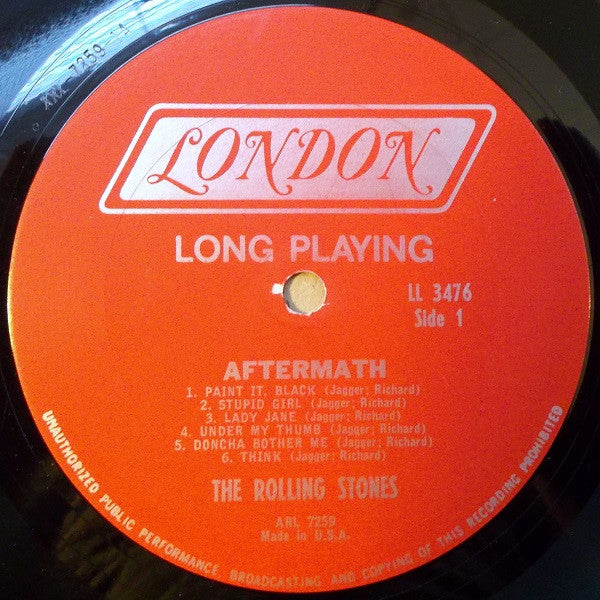 ARL 7259 1A
LONDON
LONG PLAYING
LL 3476
Side 1
AFTERMATH
1. PAINT IT, BLACK (Jagger; Richard)
2. STUPID GIRL (Jagger; Richard)
3. LADY JANE (Jagger; Richard)
4. UNDER MY THUMB (Jagger; Richard)
5. DONCHA BOTHER ME (Jagger; Richard)
6. THINK (Jagger; Richard)
THE ROLLING STONES
ARL 7259
Made in U.S.A.
UNAUTHORIZED PUBLIC PERFORMANCE, BROADCASTING AND COPYING OF THIS RECORDING PROHIBITED